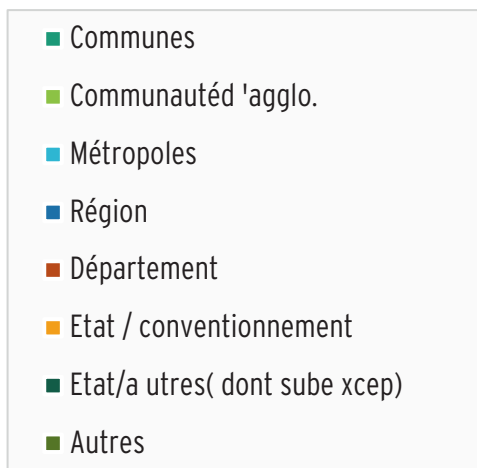 Communes
Communautéd 'agglo.
Métropoles
Région
Département
Etat / conventionnement
Etat/a utres( dont sube xcep)
Autres